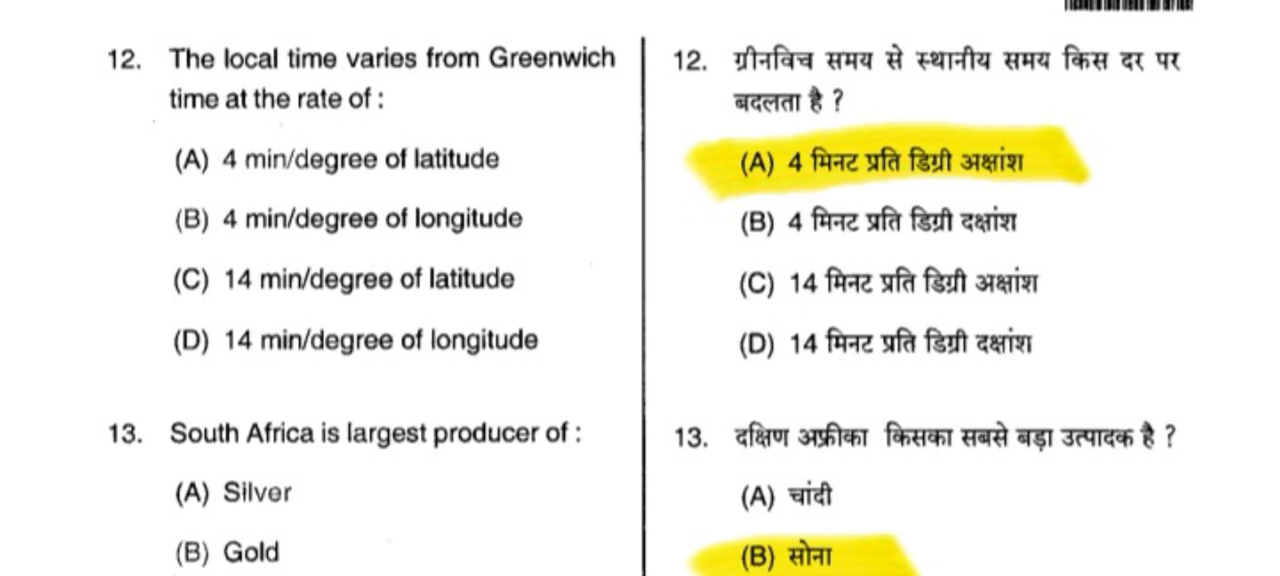 12. The local time varies from Greenwich
time at the rate of :
(A) 4 min/degree of latitude
(B) 4 min/degree of longitude
(C) 14 min/degree of latitude
(D) 14 min/degree of longitude
13. South Africa is largest producer of :
(A) Silver
(B) Gold
12. ग्रीनविच समय से स्थानीय समय किस दर पर
बदलता है ?
(A) 4 मिनट प्रति डिग्री अक्षांश
(B) 4 मिनट प्रति डिग्री दक्षांश
(C) 14 मिनट प्रति डिग्री अक्षांश
(D) 14 मिनट प्रति डिग्री दक्षांश
13. दक्षिण अफ्रीका किसका सबसे बड़ा उत्पादक है ?
(A) चांदी
(B) सोना